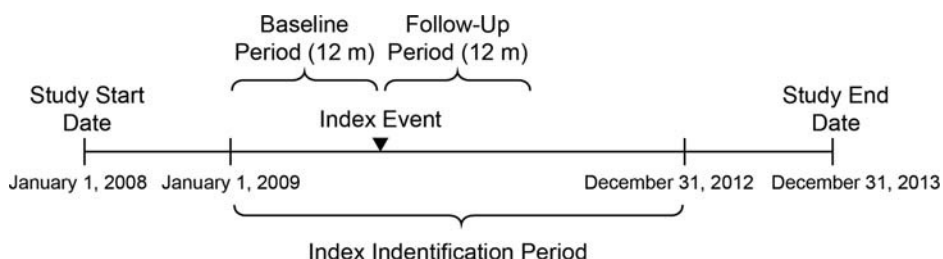 Baseline
Period (12 m)
Follow-Up
Period (12 m)
Study Start
Date
Index Event
Study End
Date
January 1, 2008
January 1, 2009
December 31, 2012
December 31, 2013
Index Indentification Period